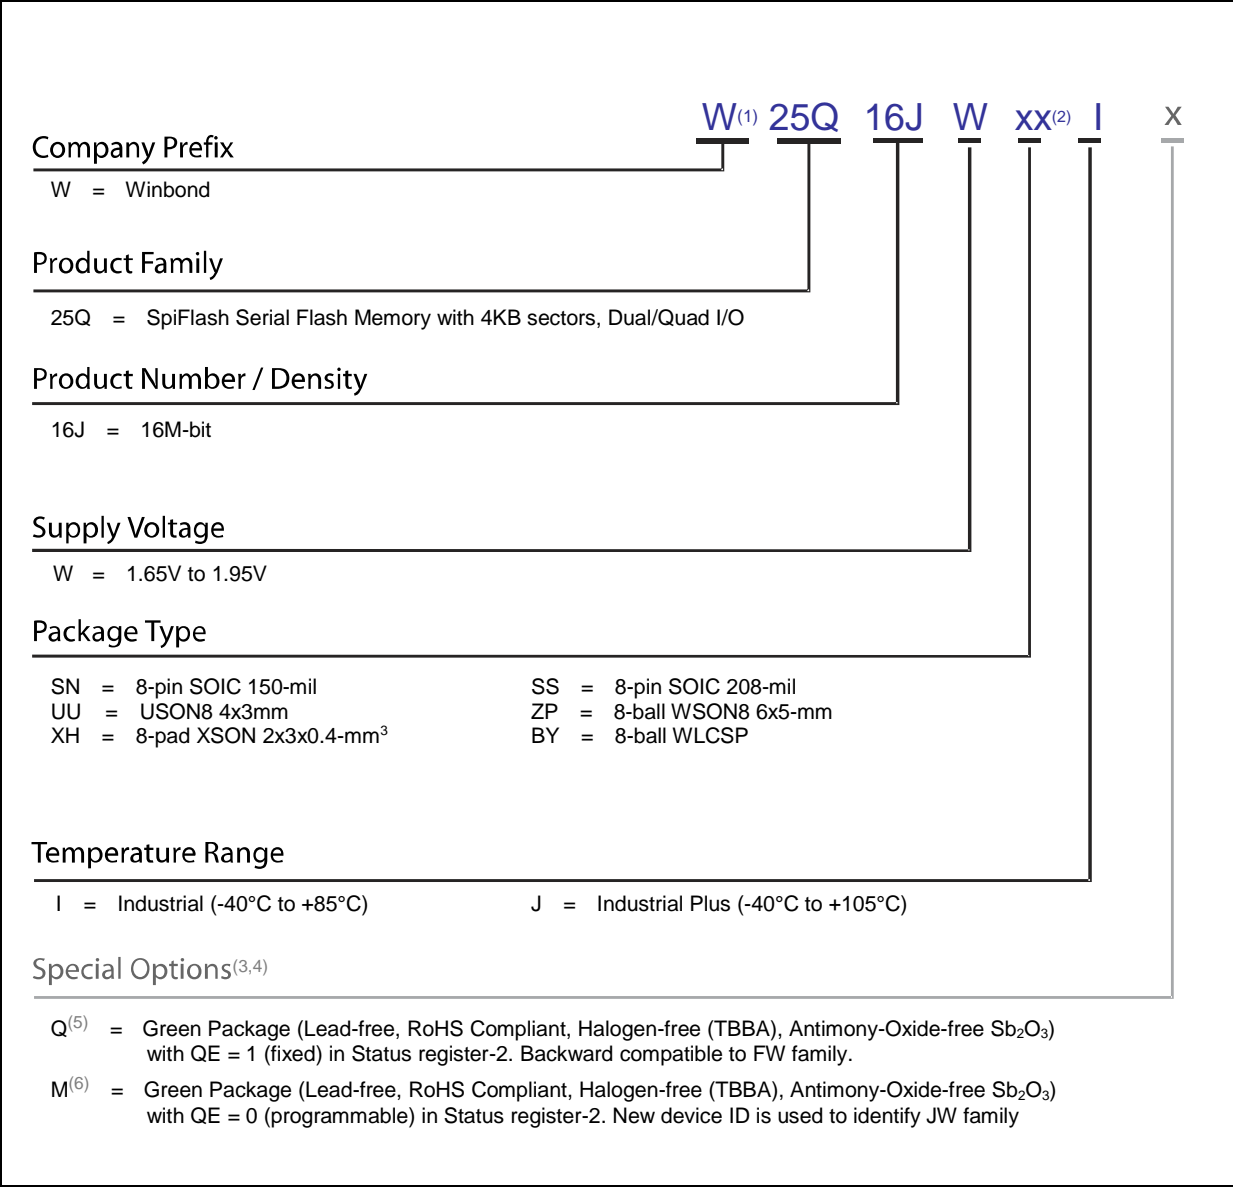 W(1) 25Q 16J W xx(2) I x
Company Prefix
W = Winbond
Product Family
25Q = SpiFlash Serial Flash Memory with 4KB sectors, Dual/Quad I/O
Product Number / Density
16J = 16M-bit
Supply Voltage
W = 1.65V to 1.95V
Package Type
SN = 8-pin SOIC 150-mil SS = 8-pin SOIC 208-mil
UU = USON8 4x3mm ZP = 8-ball WSON8 6x5-mm
XH = 8-pad XSON 2x3x0.4-mm³ BY = 8-ball WLCSP
Temperature Range
I = Industrial (-40°C to +85°C) J = Industrial Plus (-40°C to +105°C)
Special Options(3,4)
Q(5) = Green Package (Lead-free, RoHS Compliant, Halogen-free (TBBA), Antimony-Oxide-free Sb₂O₃)
with QE = 1 (fixed) in Status register-2. Backward compatible to FW family.
M(6) = Green Package (Lead-free, RoHS Compliant, Halogen-free (TBBA), Antimony-Oxide-free Sb₂O₃)
with QE = 0 (programmable) in Status register-2. New device ID is used to identify JW family